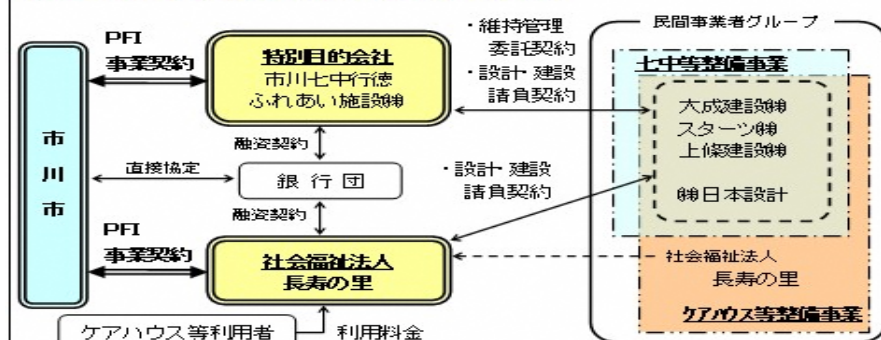 民間事業者グループ
PFI
事業契約
特別目的会社
市川七中行徳
ふれあい施設㈱
・維持管理
委託契約
・設計・建設
請負契約
七中等整備事業
大成建設㈱
スターツ㈱
上條建設㈱
㈱日本設計
市川市
融資契約
直接協定
銀行団
・設計・建設
請負契約
融資契約
PFI
事業契約
社会福祉法人
長寿の里
社会福祉法人
長寿の里
ケアハウス等整備事業
ケアハウス等利用者
利用料金